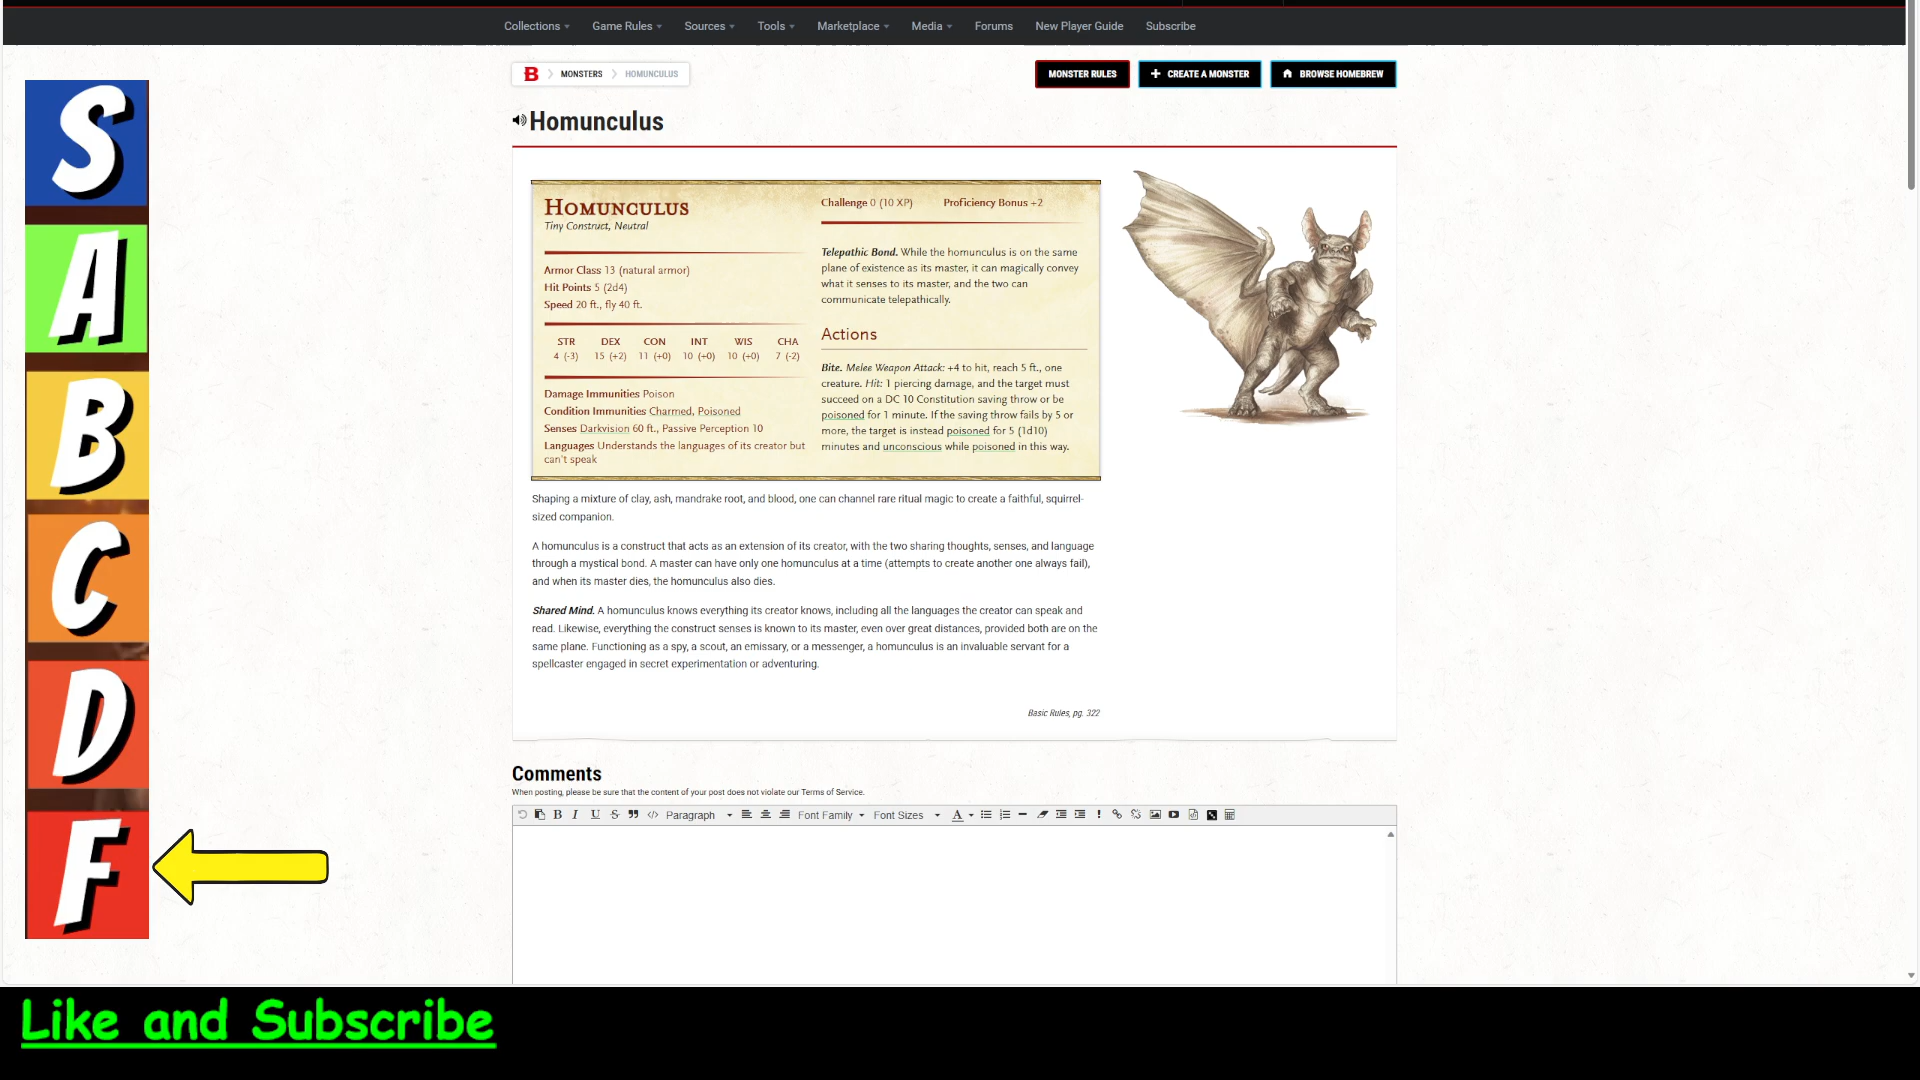 Collections Game Rules Sources Tools Marketplace Media Forums New Player Guide Subscribe
B MONSTERS HOMUNCULUS
MONSTER RULES CREATE A MONSTER BROWSE HOMEBREW
Homunculus
S
A
B
C
D
F
HOMUNCULUS
Tiny Construct, Neutral
Armor Class 13 (natural armor)
Hit Points 5 (2d4)
Speed 20 ft., fly 40 ft.
STR DEX CON INT WIS CHA
4 (-3) 15 (+2) 11 (+0) 10 (+0) 10 (+0) 7 (-2)
Damage Immunities Poison
Condition Immunities Charmed, Poisoned
Senses Darkvision 60 ft., Passive Perception 10
Languages Understands the languages of its creator but
can't speak
Challenge 0 (10 XP) Proficiency Bonus +2
Telepathic Bond. While the homunculus is on the same
plane of existence as its master, it can magically convey
what it senses to its master, and the two can
communicate telepathically.
Actions
Bite. Melee Weapon Attack: +4 to hit, reach 5 ft., one
creature. Hit: 1 piercing damage, and the target must
succeed on a DC 10 Constitution saving throw or be
poisoned for 1 minute. If the saving throw fails by 5 or
more, the target is instead poisoned for 5 (1d10)
minutes and unconscious while poisoned in this way.
Shaping a mixture of clay, ash, mandrake root, and blood, one can channel rare ritual magic to create a faithful, squirrel-
sized companion.
A homunculus is a construct that acts as an extension of its creator, with the two sharing thoughts, senses, and language
through a mystical bond. A master can have only one homunculus at a time (attempts to create another one always fail),
and when its master dies, the homunculus also dies.
Shared Mind. A homunculus knows everything its creator knows, including all the languages the creator can speak and
read. Likewise, everything the construct senses is known to its master, even over great distances, provided both are on the
same plane. Functioning as a spy, a scout, an emissary, or a messenger, a homunculus is an invaluable servant for a
spellcaster engaged in secret experimentation or adventuring.
Basic Rules, pg. 322
Comments
When posting, please be sure that the content of your post does not violate our Terms of Service.
B I U S Paragraph Font Family Font Sizes A
Like and Subscribe